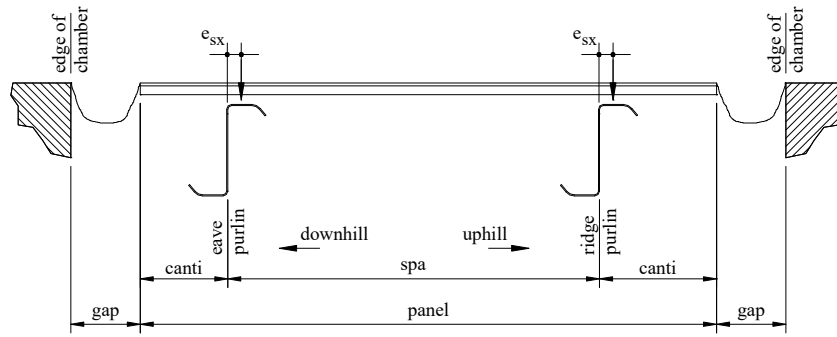 edge of
chamber
e_sx
e_sx
edge of
chamber
eave
purlin
downhill
uphill
ridge
purlin
canti
spa
canti
gap
panel
gap